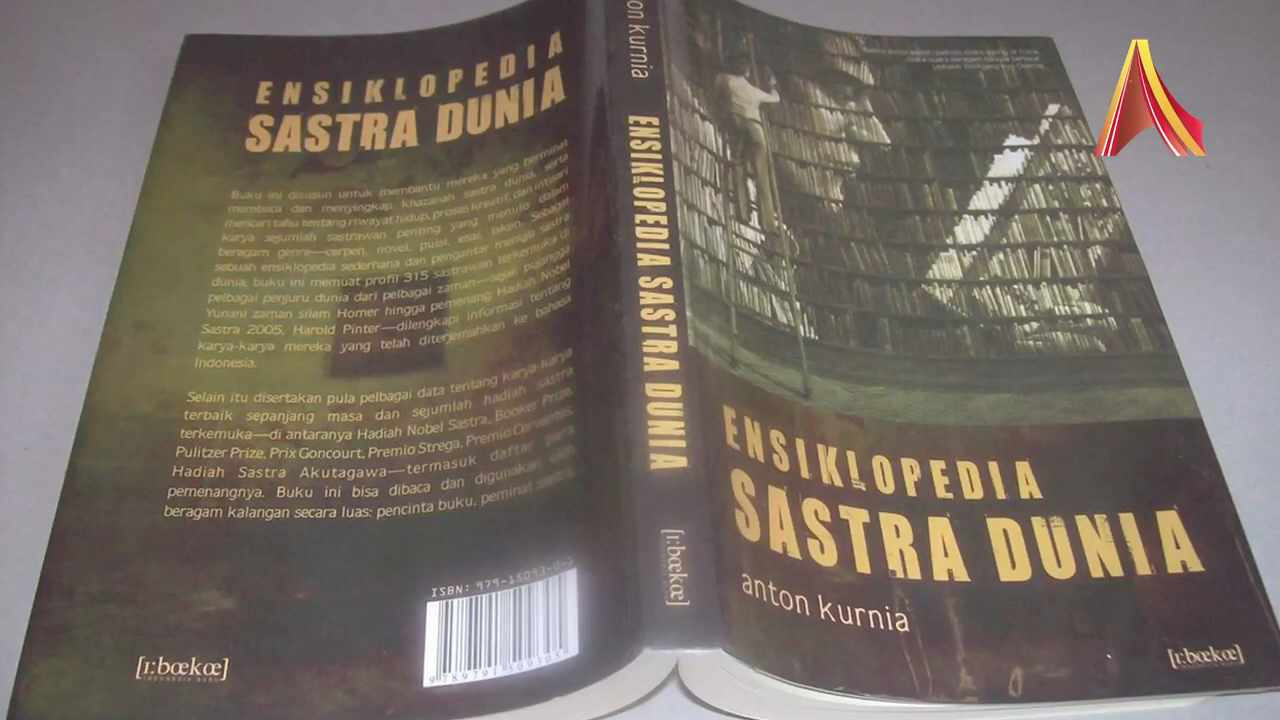 ENSIKLOPEDIA
SASTRA DUNIA
Buku ini disusun untuk membantu mereka yang berminat
membaca dan menyingkap khazanah sastra dunia, serta
mencari tahu tentang riwayat hidup, proses kreatif, dan intisari
karya sejumlah sastrawan penting yang menulis dalam
beragam genre—cerpen, novel, puisi, esai, lakon. Sebagai
sebuah ensiklopedia sederhana dan pengantar menuju sastra
dunia, buku ini memuat profil 315 sastrawan terkemuka di
pelbagai penjuru dunia dari pelbagai zaman—sejak pujangga
Yunani zaman silam Homer hingga pemenang Hadiah Nobel
Sastra 2005, Harold Pinter—dilengkapi informasi tentang
karya-karya mereka yang telah diterjemahkan ke bahasa
Indonesia.
Selain itu disertakan pula pelbagai data tentang karya-karya
terbaik sepanjang masa dan sejumlah hadiah sastra
terkemuka—di antaranya Hadiah Nobel Sastra, Booker Prize,
Pulitzer Prize, Prix Goncourt, Premio Strega, Premio Cervantes,
Hadiah Sastra Akutagawa—termasuk daftar para
pemenangnya. Buku ini bisa dibaca dan digunakan oleh
beragam kalangan secara luas: pencinta buku, peminat sastra,
ISBN: 979-15093-0-
9789791509305
[ı:bœkœ]
INDONESIA BUKU
on kurnia
ENSIKLOPEDIA SASTRA DUNIA
[ı:bœkœ]
ENSIKLOPEDIA
SASTRA DUNIA
anton kurnia
[ı:bœkœ]